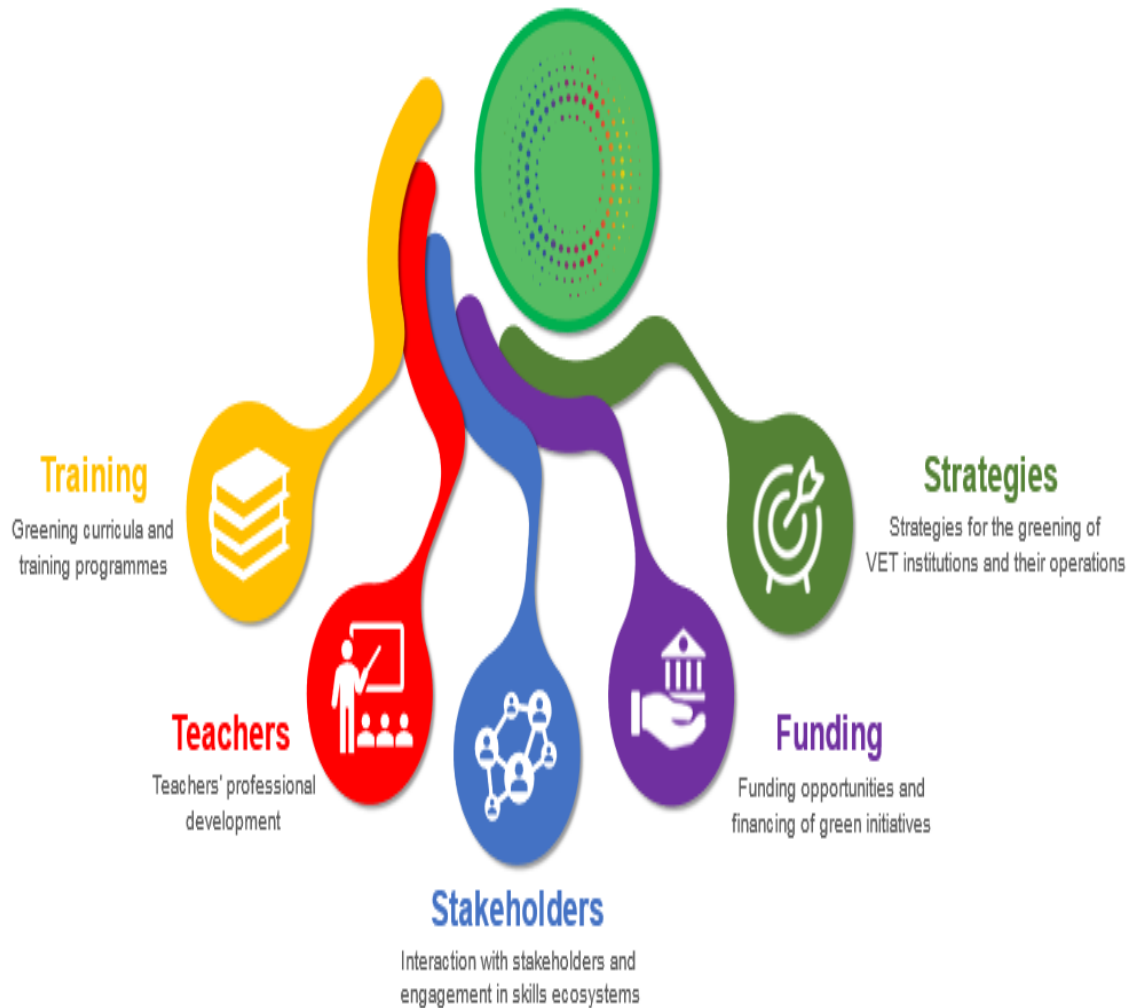 Training
Greening curricula and
training programmes
Teachers
Teachers' professional
development
Stakeholders
Interaction with stakeholders and
engagement in skills ecosystems
Funding
Funding opportunities and
financing of green initiatives
Strategies
Strategies for the greening of
VET institutions and their operations